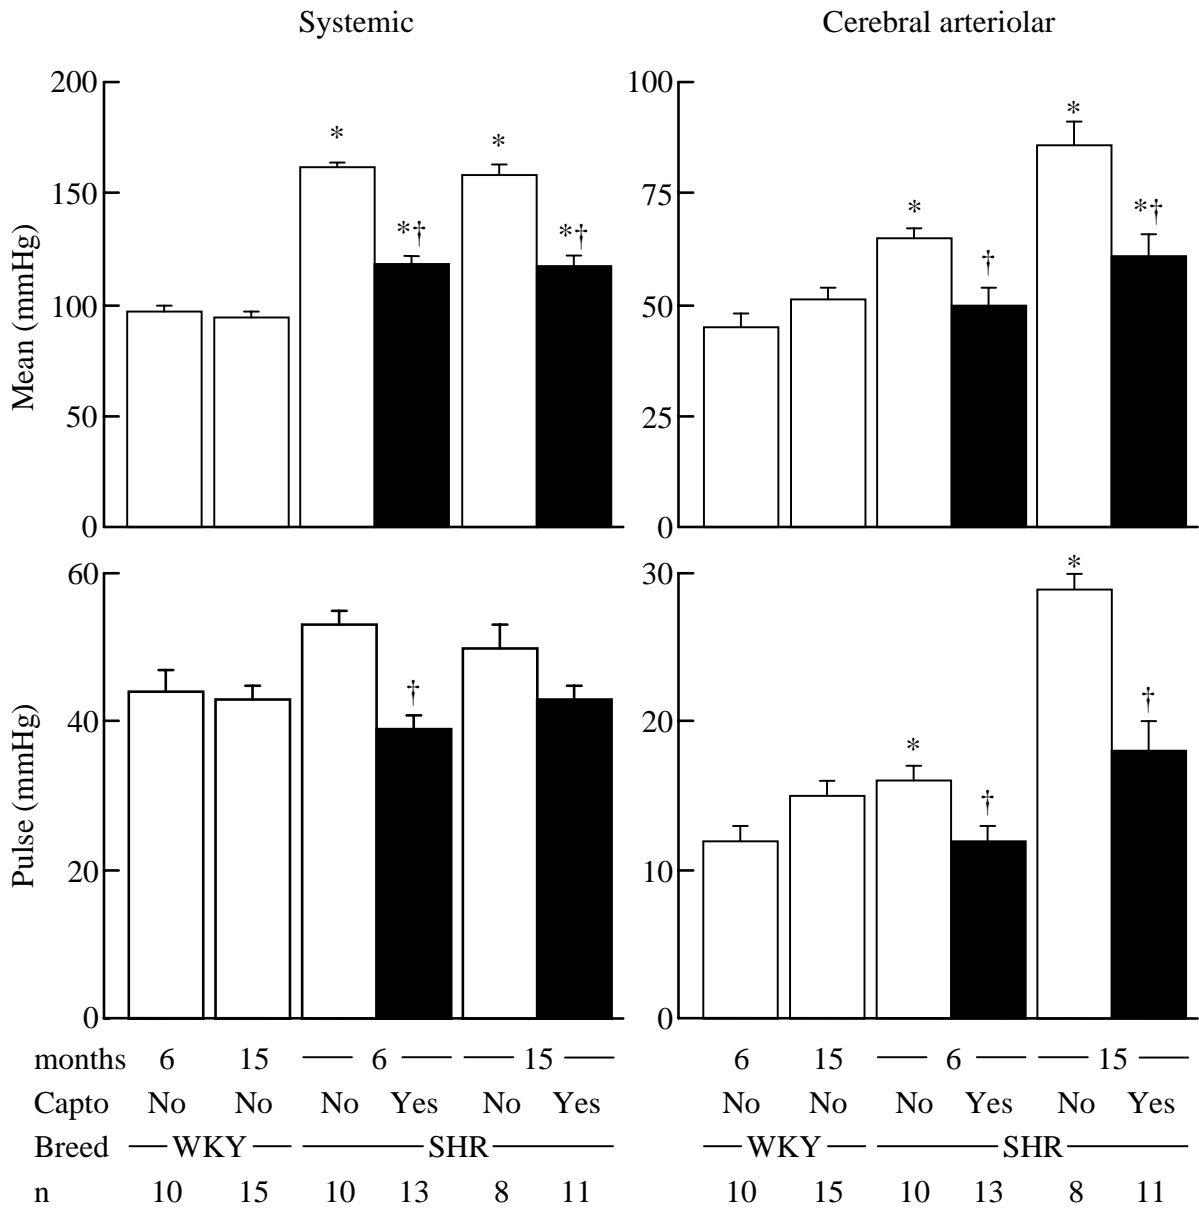 Systemic Cerebral arteriolar
200 100
* * *
150 75
*† *† * *†
†
Mean (mmHg)
100 50
50 25
0 0
60 30
*
† †
40 20
* †
Pulse (mmHg)
20 10
0 0
months 6 15 6 15 6 15 6 15
Capto No No No Yes No Yes No No No Yes No Yes
Breed WKY SHR WKY SHR
n 10 15 10 13 8 11 10 15 10 13 8 11